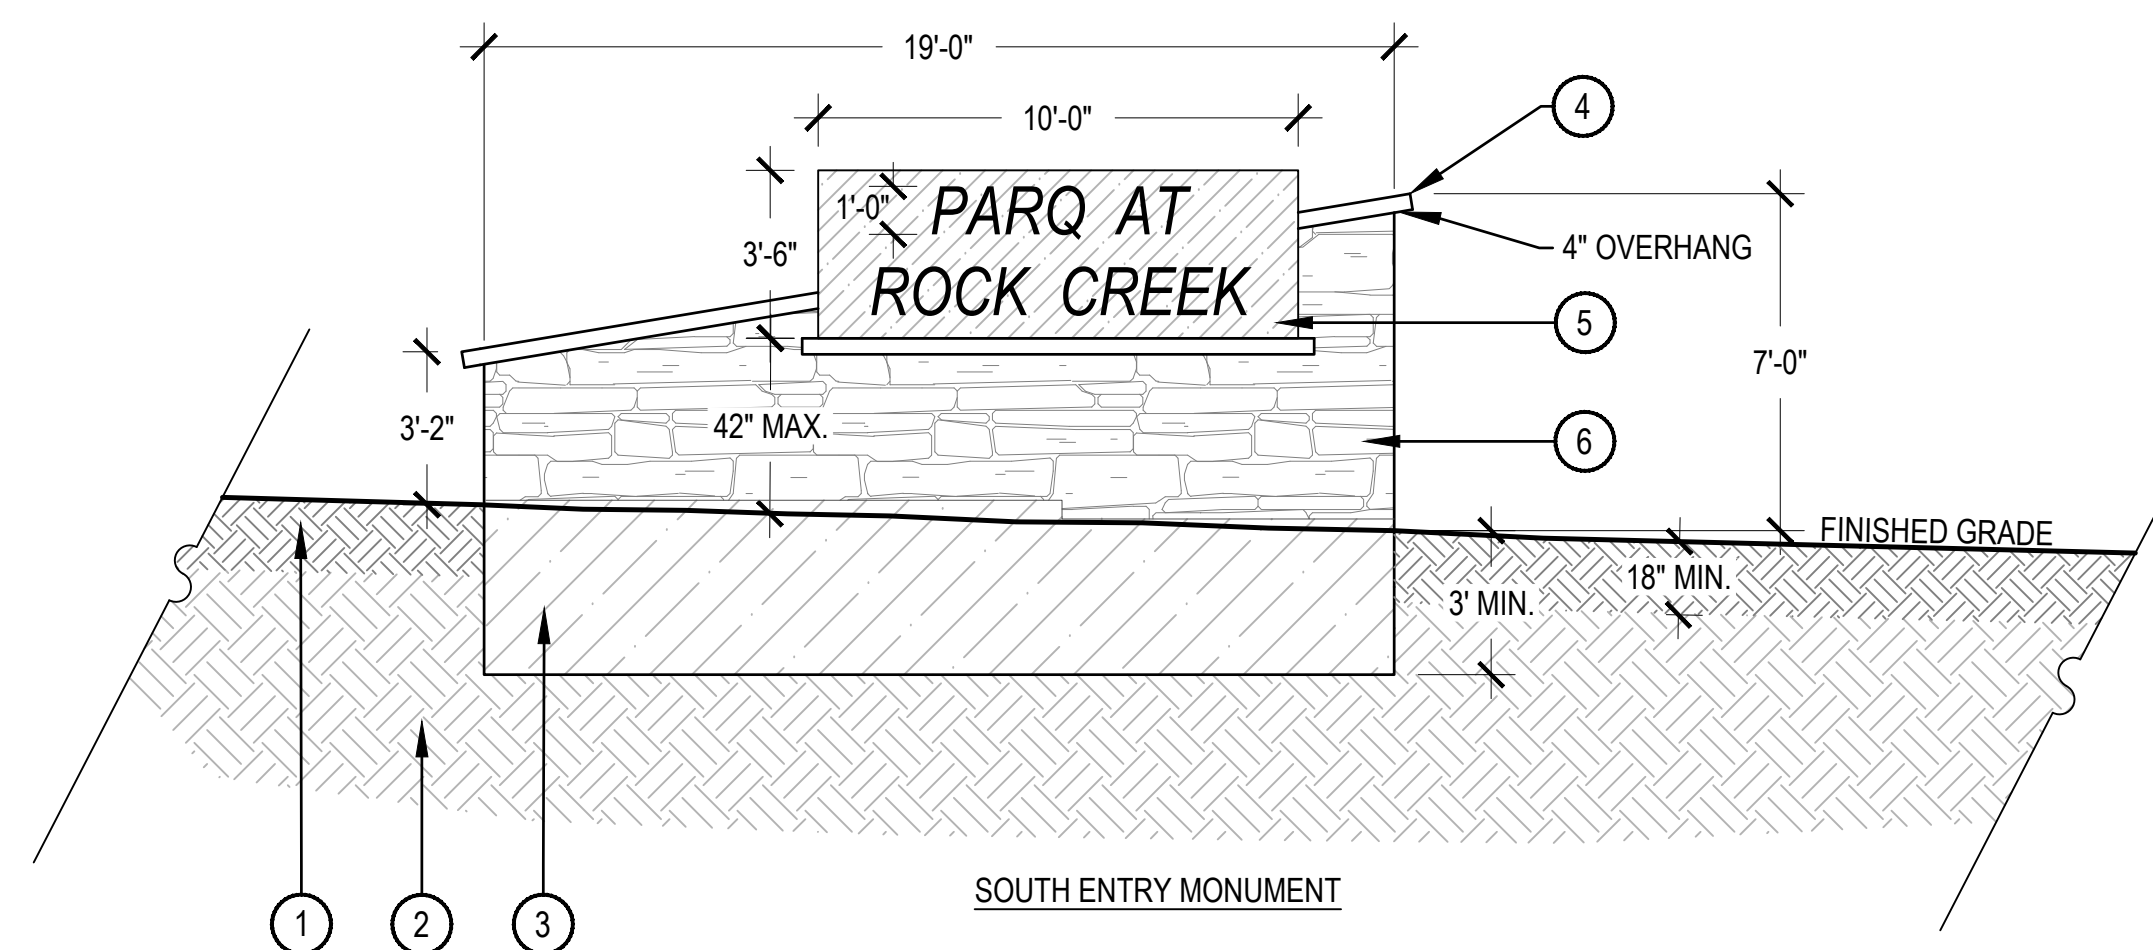 19'-0"
10'-0"
4
1'-0"
PARQ AT
3'-6"
4" OVERHANG
ROCK CREEK
5
7'-0"
3'-2"
42" MAX.
6
FINISHED GRADE
18" MIN.
3' MIN.
SOUTH ENTRY MONUMENT
1
2
3